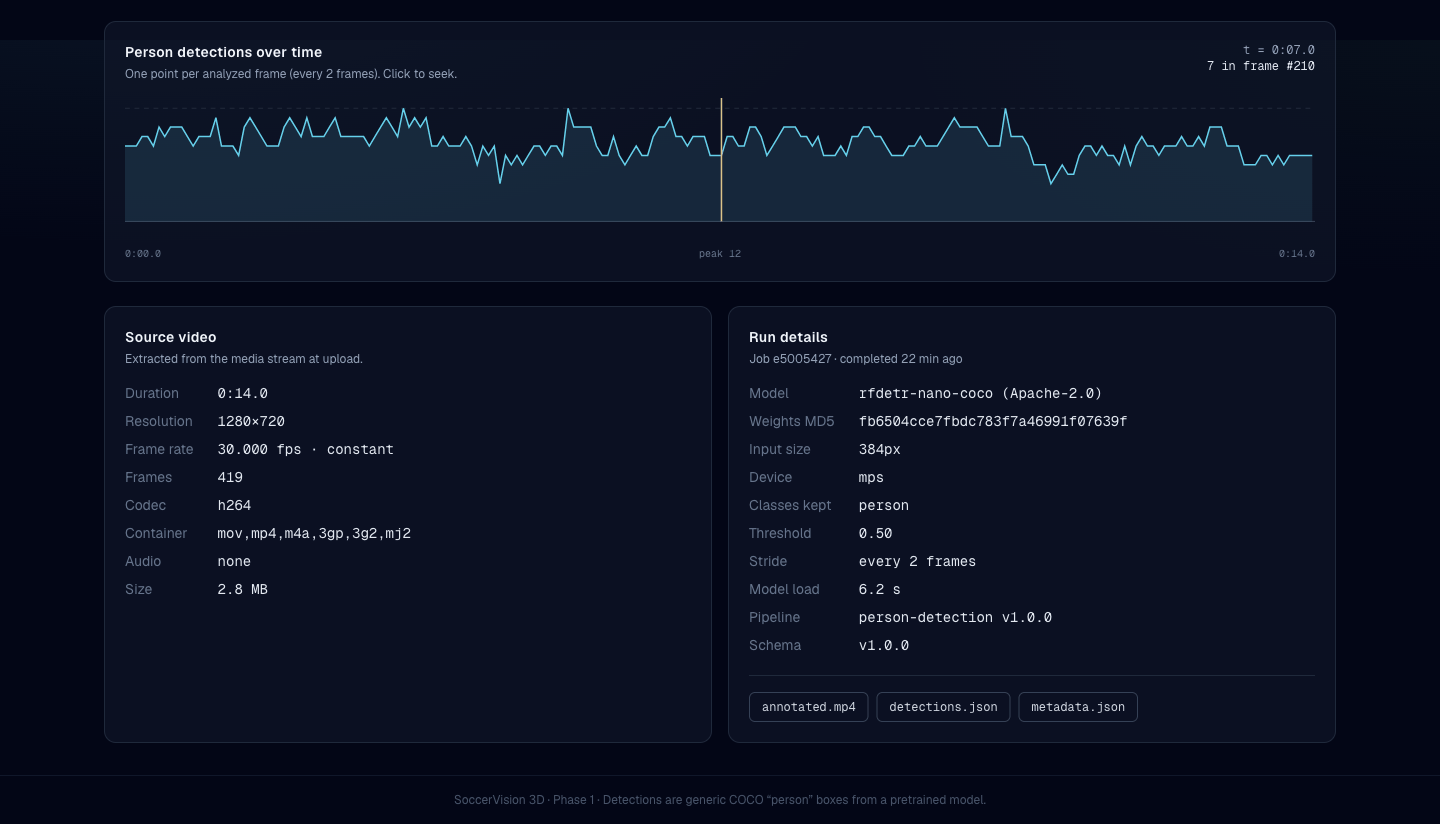 Person detections over time
t = 0:07.0
One point per analyzed frame (every 2 frames). Click to seek.
7 in frame #210
0:00.0
peak 12
0:14.0
Source video
Extracted from the media stream at upload.
Duration 0:14.0
Resolution 1280×720
Frame rate 30.000 fps · constant
Frames 419
Codec h264
Container mov,mp4,m4a,3gp,3g2,mj2
Audio none
Size 2.8 MB
Run details
Job e5005427 · completed 22 min ago
Model rfdetr-nano-coco (Apache-2.0)
Weights MD5 fb6504cce7fbdc783f7a46991f07639f
Input size 384px
Device mps
Classes kept person
Threshold 0.50
Stride every 2 frames
Model load 6.2 s
Pipeline person-detection v1.0.0
Schema v1.0.0
annotated.mp4
detections.json
metadata.json
SoccerVision 3D · Phase 1 · Detections are generic COCO “person” boxes from a pretrained model.